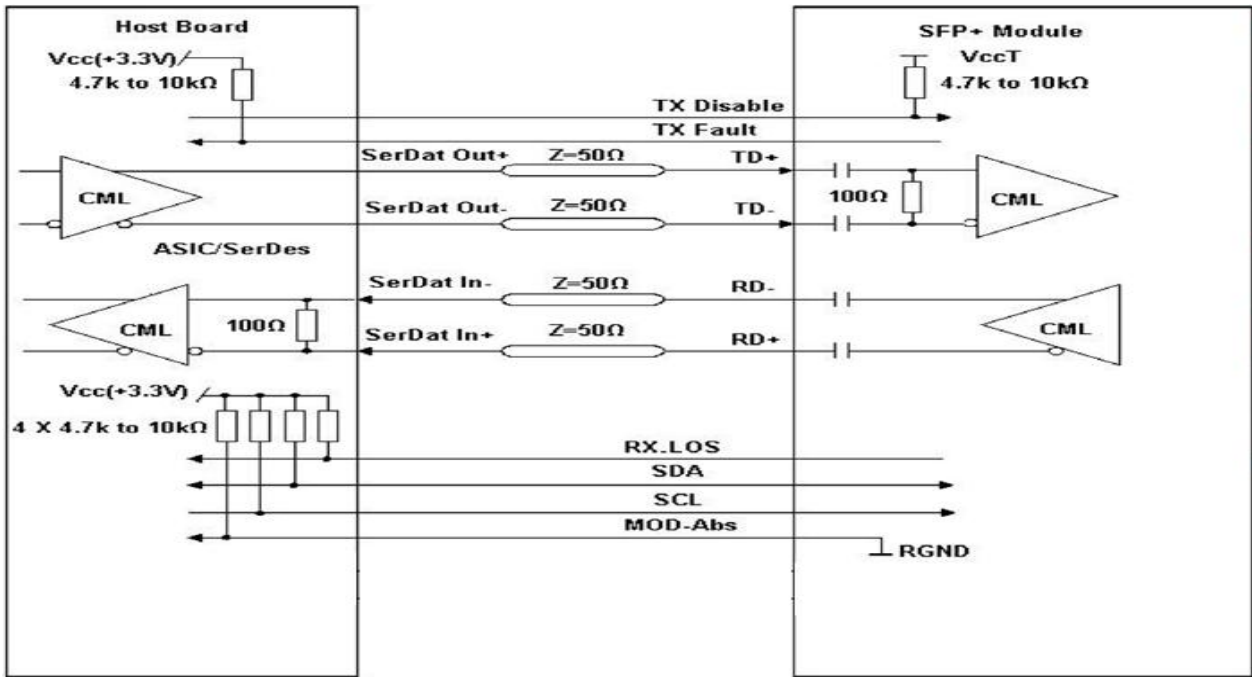 Host Board
SFP+ Module
Vcc(+3.3V)
VccT
4.7k to 10kΩ
4.7k to 10kΩ
TX Disable
TX Fault
SerDat Out+
Z=50Ω
TD+
CML
100Ω
CML
SerDat Out-
Z=50Ω
TD-
ASIC/SerDes
SerDat In-
Z=50Ω
RD-
CML
100Ω
CML
SerDat In+
Z=50Ω
RD+
Vcc(+3.3V)
4 X 4.7k to 10kΩ
RX.LOS
SDA
SCL
MOD-Abs
RGND